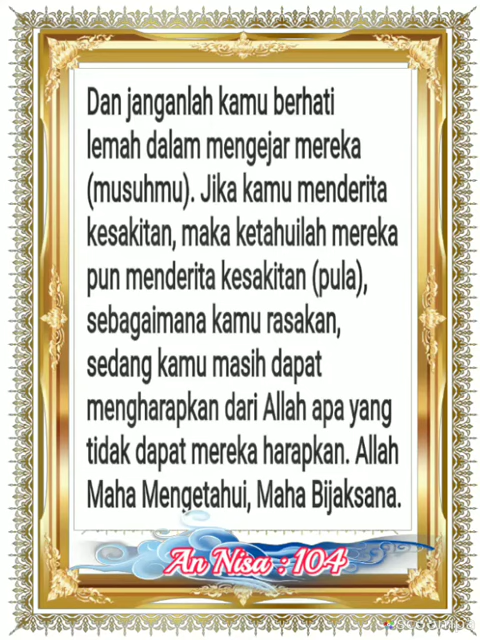 Dan janganlah kamu berhati
lemah dalam mengejar mereka
(musuhmu). Jika kamu menderita
kesakitan, maka ketahuilah mereka
pun menderita kesakitan (pula),
sebagaimana kamu rasakan,
sedang kamu masih dapat
mengharapkan dari Allah apa yang
tidak dapat mereka harapkan. Allah
Maha Mengetahui, Maha Bijaksana.
An Nisa : 104